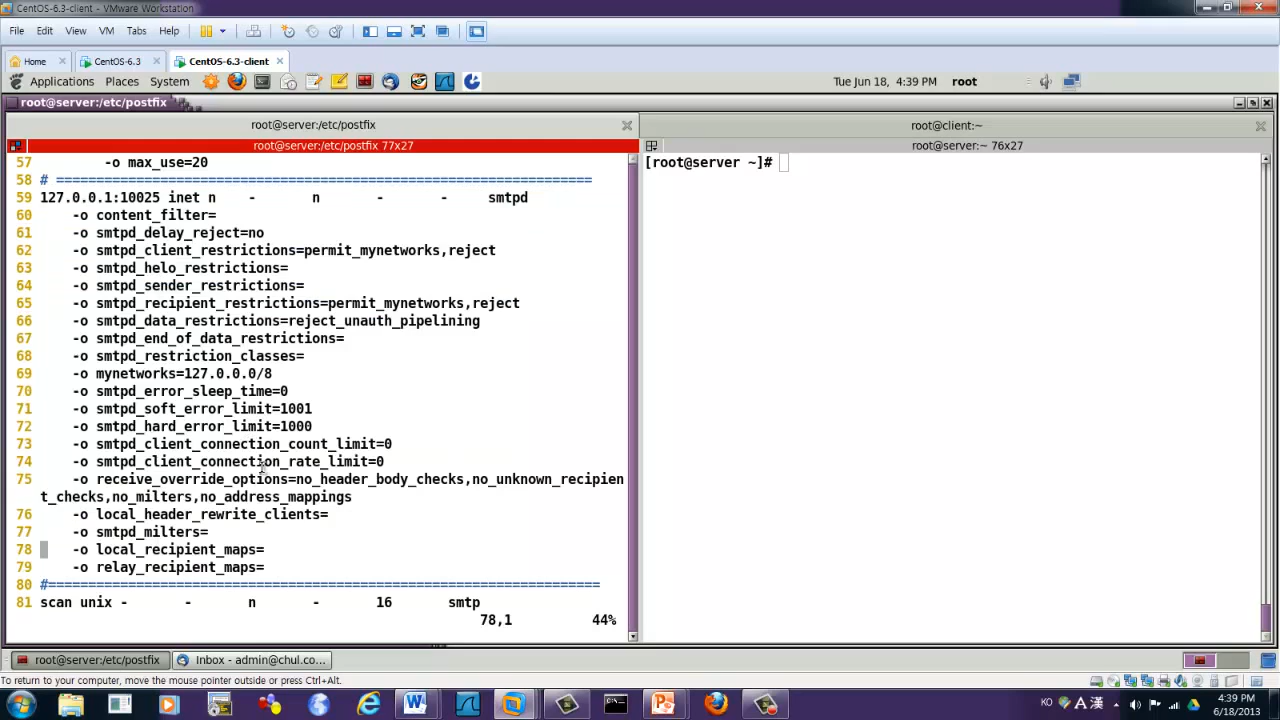 CentOS-6.3-client - VMware Workstation
File Edit View VM Tabs Help
Home CentOS-6.3 CentOS-6.3-client
Applications Places System Tue Jun 18, 4:39 PM root
root@server:/etc/postfix
root@server:/etc/postfix root@client:~
root@server:/etc/postfix 77x27 root@server:~ 76x27
57 -o max_use=20
58 # ===================================================================
59 127.0.0.1:10025 inet n - n - - smtpd
60 -o content_filter=
61 -o smtpd_delay_reject=no
62 -o smtpd_client_restrictions=permit_mynetworks,reject
63 -o smtpd_helo_restrictions=
64 -o smtpd_sender_restrictions=
65 -o smtpd_recipient_restrictions=permit_mynetworks,reject
66 -o smtpd_data_restrictions=reject_unauth_pipelining
67 -o smtpd_end_of_data_restrictions=
68 -o smtpd_restriction_classes=
69 -o mynetworks=127.0.0.0/8
70 -o smtpd_error_sleep_time=0
71 -o smtpd_soft_error_limit=1001
72 -o smtpd_hard_error_limit=1000
73 -o smtpd_client_connection_count_limit=0
74 -o smtpd_client_connection_rate_limit=0
75 -o receive_override_options=no_header_body_checks,no_unknown_recipien
t_checks,no_milters,no_address_mappings
76 -o local_header_rewrite_clients=
77 -o smtpd_milters=
78 -o local_recipient_maps=
79 -o relay_recipient_maps=
80 #=====================================================================
81 scan unix - - n - 16 smtp
78,1 44%
[root@server ~]#
root@server:/etc/postfix Inbox - admin@chul.co...
To return to your computer, move the mouse pointer outside or press Ctrl+Alt.
KO A 漢 4:39 PM
6/18/2013